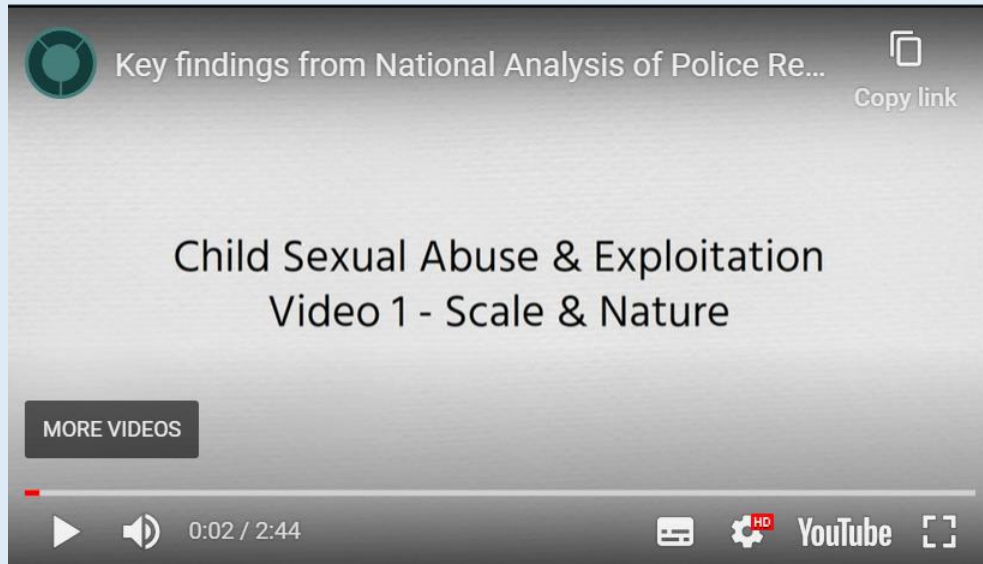 Key findings from National Analysis of Police Re...
Copy link
Child Sexual Abuse & Exploitation
Video 1 - Scale & Nature
MORE VIDEOS
0:02 / 2:44
HD
YouTube